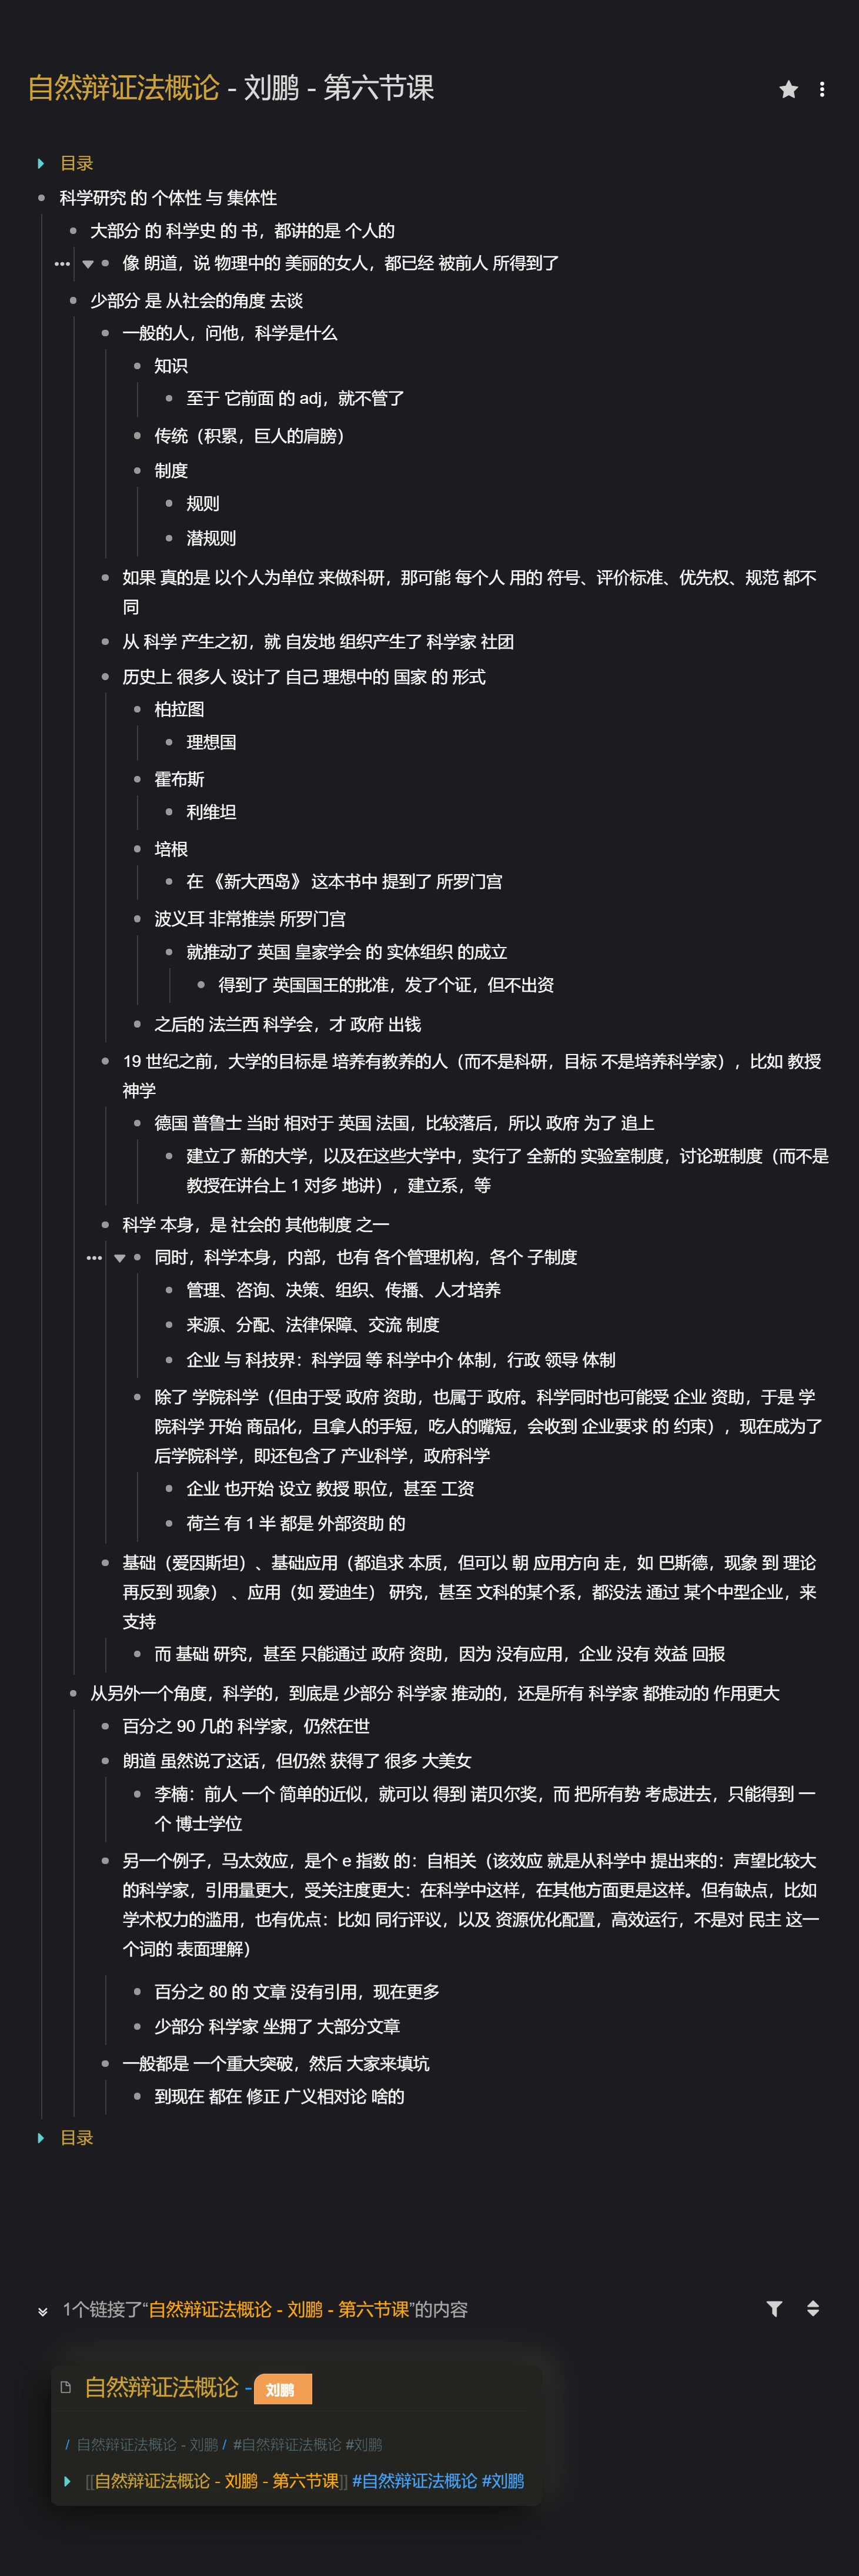 自然辩证法概论 - 刘鹏 - 第六节课
目录
科学研究 的 个体性 与 集体性
大部分 的 科学史 的 书，都讲的是 个人的
像 朗道，说 物理中的 美丽的女人，都已经 被前人 所得到了
少部分 是 从社会的角度 去谈
一般的人，问他，科学是什么
知识
至于 它前面 的 adj，就不管了
传统（积累，巨人的肩膀）
制度
规则
潜规则
如果 真的是 以个人为单位 来做科研，那可能 每个人 用的 符号、评价标准、优先权、规范 都不
同
从 科学 产生之初，就 自发地 组织产生了 科学家 社团
历史上 很多人 设计了 自己 理想中的 国家 的 形式
柏拉图
理想国
霍布斯
利维坦
培根
在 《新大西岛》 这本书中 提到了 所罗门宫
波义耳 非常推崇 所罗门宫
就推动了 英国 皇家学会 的 实体组织 的成立
得到了 英国国王的批准，发了个证，但不出资
之后的 法兰西 科学会，才 政府 出钱
19 世纪之前，大学的目标是 培养有教养的人（而不是科研，目标 不是培养科学家），比如 教授
神学
德国 普鲁士 当时 相对于 英国 法国，比较落后，所以 政府 为了 追上
建立了 新的大学，以及在这些大学中，实行了 全新的 实验室制度，讨论班制度（而不是
教授在讲台上 1 对多 地讲），建立系，等
科学 本身，是 社会的 其他制度 之一
同时，科学本身，内部，也有 各个管理机构，各个 子制度
管理、咨询、决策、组织、传播、人才培养
来源、分配、法律保障、交流 制度
企业 与 科技界：科学园 等 科学中介 体制，行政 领导 体制
除了 学院科学（但由于受 政府 资助，也属于 政府。科学同时也可能受 企业 资助，于是 学
院科学 开始 商品化，且拿人的手短，吃人的嘴短，会收到 企业要求 的 约束），现在成为了
后学院科学，即还包含了 产业科学，政府科学
企业 也开始 设立 教授 职位，甚至 工资
荷兰 有 1 半 都是 外部资助 的
基础（爱因斯坦）、基础应用（都追求 本质，但可以 朝 应用方向 走，如 巴斯德，现象 到 理论
再反到 现象） 、应用（如 爱迪生） 研究，甚至 文科的某个系，都没法 通过 某个中型企业，来
支持
而 基础 研究，甚至 只能通过 政府 资助，因为 没有应用，企业 没有 效益 回报
从另外一个角度，科学的，到底是 少部分 科学家 推动的，还是所有 科学家 都推动的 作用更大
百分之 90 几的 科学家，仍然在世
朗道 虽然说了这话，但仍然 获得了 很多 大美女
李楠：前人 一个 简单的近似，就可以 得到 诺贝尔奖，而 把所有势 考虑进去，只能得到 一
个 博士学位
另一个例子，马太效应，是个 e 指数 的：自相关（该效应 就是从科学中 提出来的：声望比较大
的科学家，引用量更大，受关注度更大：在科学中这样，在其他方面更是这样。但有缺点，比如
学术权力的滥用，也有优点：比如 同行评议，以及 资源优化配置，高效运行，不是对 民主 这一
个词的 表面理解）
百分之 80 的 文章 没有引用，现在更多
少部分 科学家 坐拥了 大部分文章
一般都是 一个重大突破，然后 大家来填坑
到现在 都在 修正 广义相对论 啥的
目录
1个链接了“自然辩证法概论 - 刘鹏 - 第六节课”的内容
自然辩证法概论 - 刘鹏
/ 自然辩证法概论 - 刘鹏 / #自然辩证法概论 #刘鹏
[[自然辩证法概论 - 刘鹏 - 第六节课]] #自然辩证法概论 #刘鹏